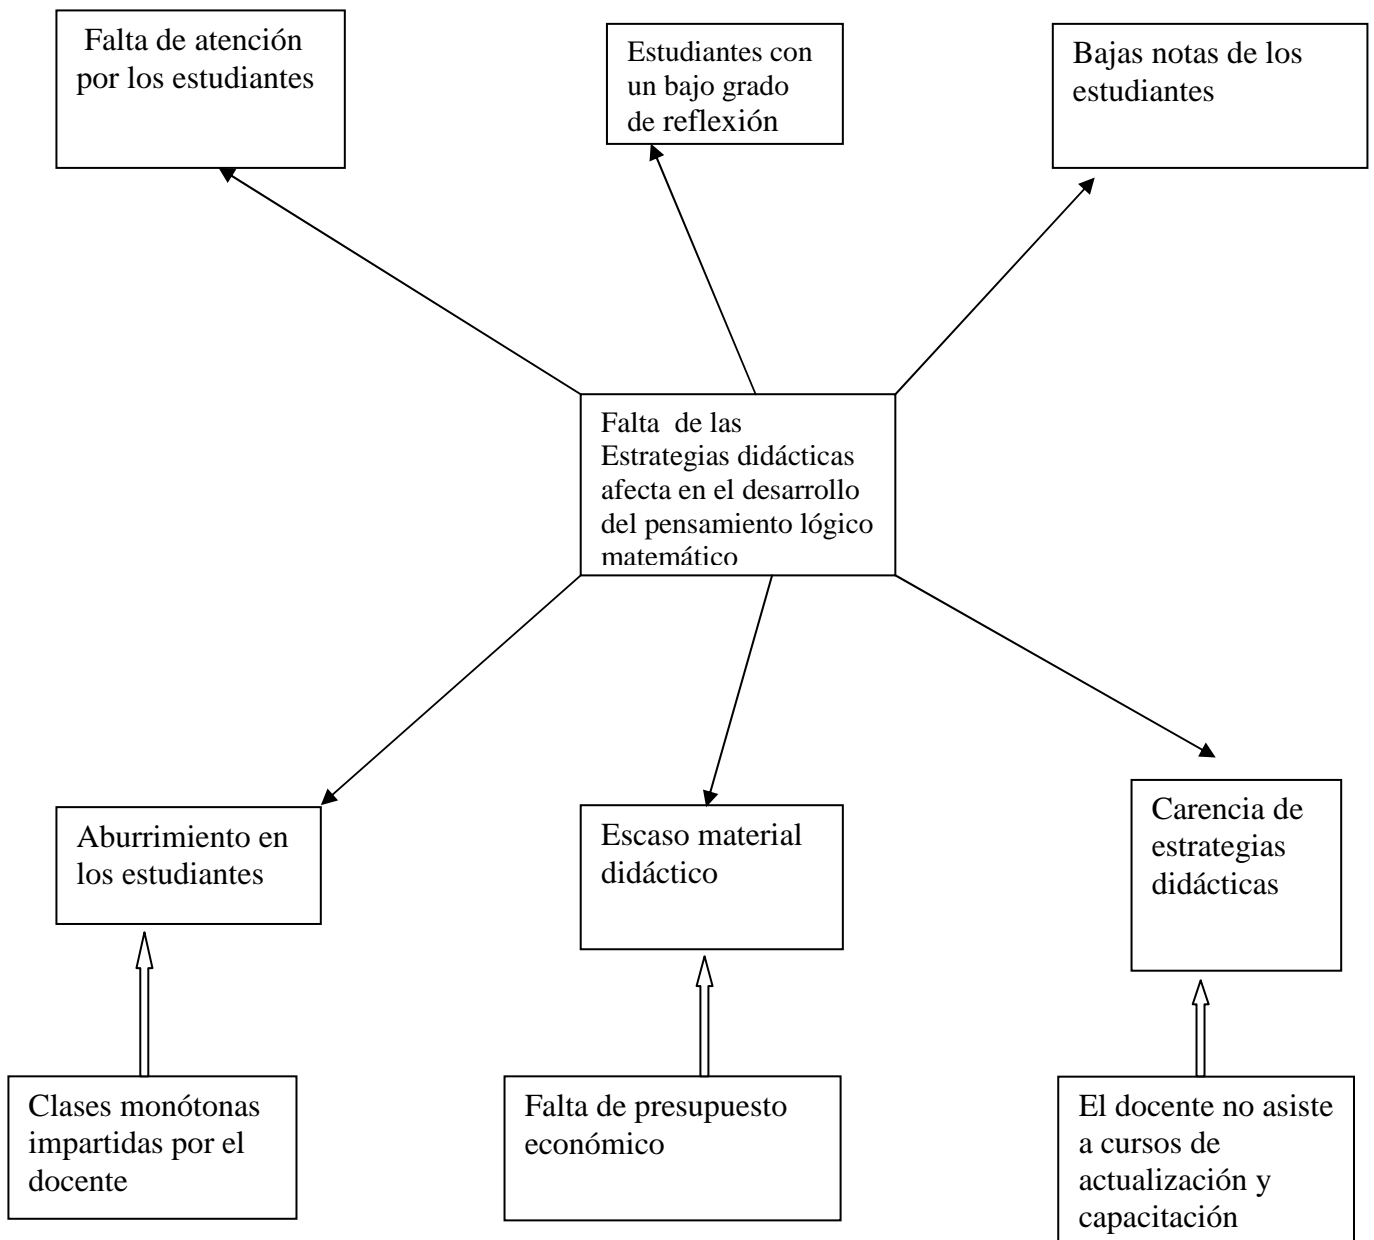 Falta de atención
por los estudiantes
Estudiantes con
un bajo grado
de reflexión
Bajas notas de los
estudiantes
Falta de las
Estrategias didácticas
afecta en el desarrollo
del pensamiento lógico
matemático
Aburrimiento en
los estudiantes
Escaso material
didáctico
Carencia de
estrategias
didácticas
Clases monótonas
impartidas por el
docente
Falta de presupuesto
económico
El docente no asiste
a cursos de
actualización y
capacitación